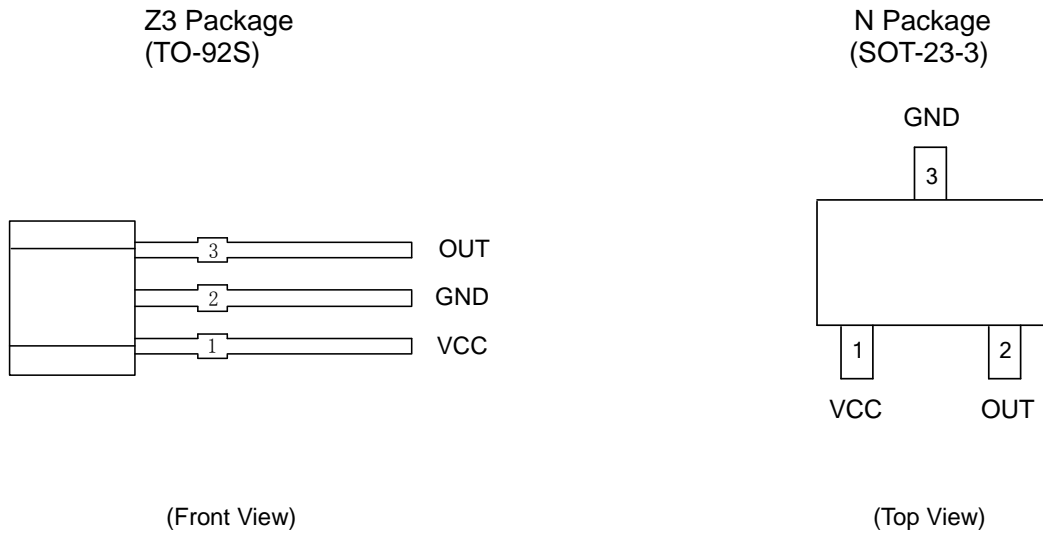 Z3 Package
(TO-92S)
3 OUT
2 GND
1 VCC
(Front View)
N Package
(SOT-23-3)
GND
3
1 2
VCC OUT
(Top View)